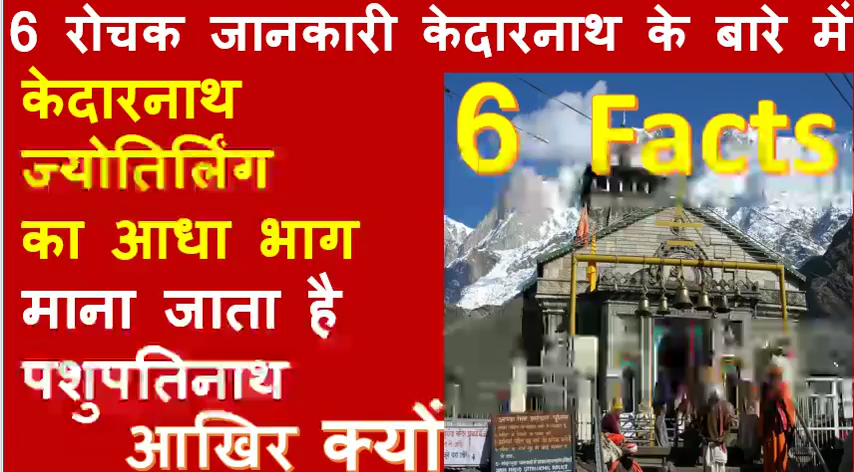 6 रोचक जानकारी केदारनाथ के बारे में
केदारनाथ
ज्योतिर्लिंग
का आधा भाग
माना जाता है
पशुपतिनाथ
आखिर क्यों
6 Facts